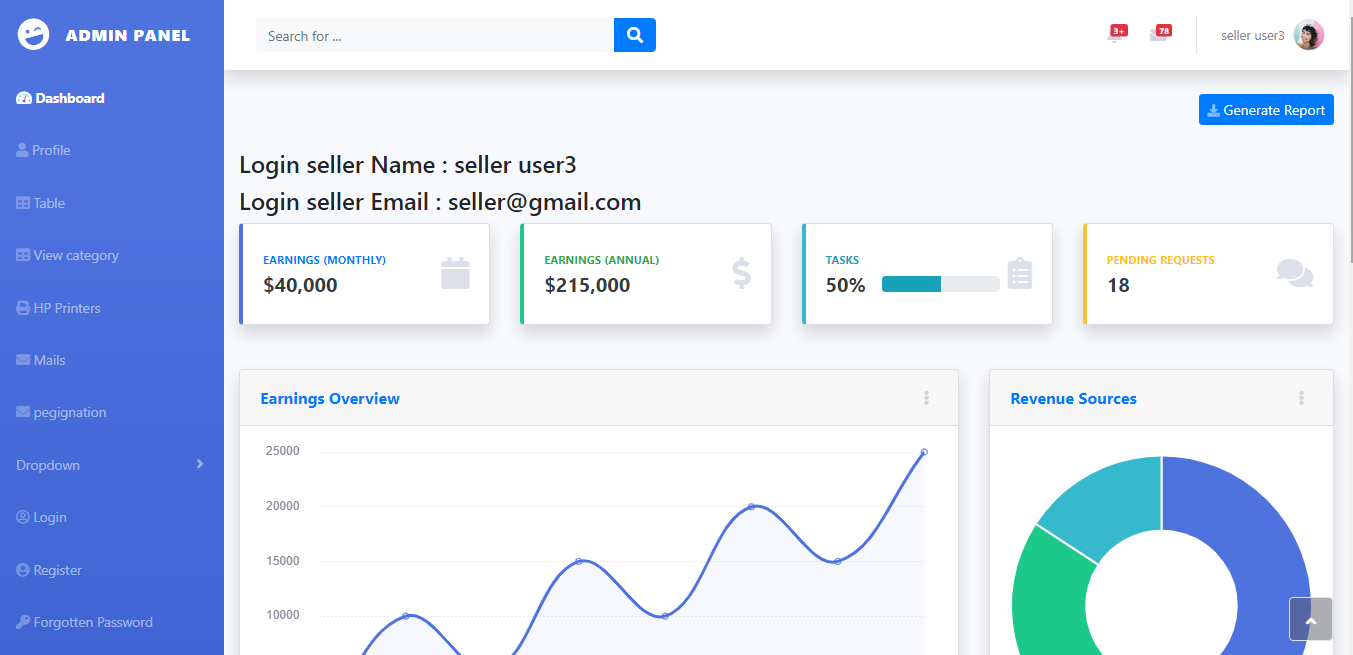 ADMIN PANEL
Dashboard
Profile
Table
View category
HP Printers
Mails
pegignation
Dropdown
Login
Register
Forgotten Password
Search for ...
3+
78
seller user3
Generate Report
Login seller Name : seller user3
Login seller Email : seller@gmail.com
EARNINGS (MONTHLY)
$40,000
EARNINGS (ANNUAL)
$215,000
TASKS
50%
PENDING REQUESTS
18
Earnings Overview
25000
20000
15000
10000
Revenue Sources